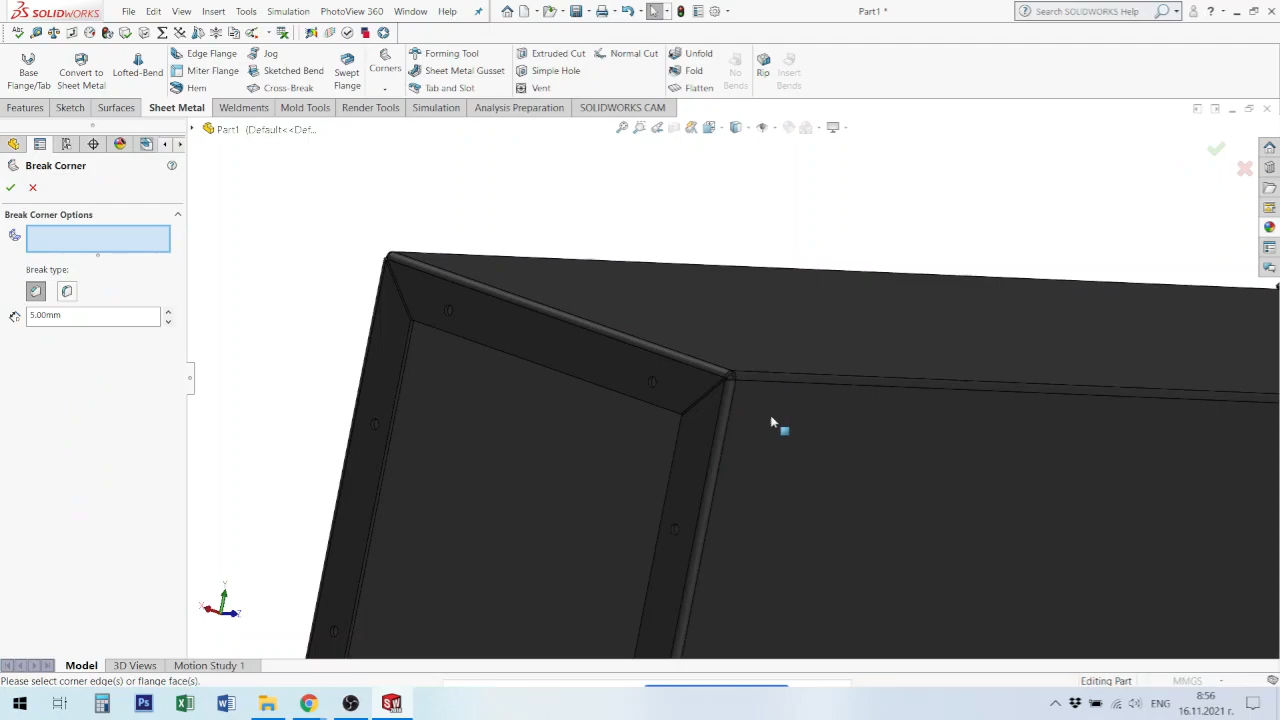 SOLIDWORKS File Edit View Insert Tools Simulation PhotoView 360 Window Help Part1 * Search SOLIDWORKS Help
Base Flange/Tab
Convert to Sheet Metal
Lofted-Bend
Edge Flange
Miter Flange
Hem
Jog
Sketched Bend
Cross-Break
Swept Flange
Corners
Forming Tool
Sheet Metal Gusset
Tab and Slot
Extruded Cut
Simple Hole
Vent
Normal Cut
Unfold
Fold
Flatten
No Bends
Rip
Insert Bends
Features Sketch Surfaces Sheet Metal Weldments Mold Tools Render Tools Simulation Analysis Preparation SOLIDWORKS CAM
Part1 (Default<<Def...
Break Corner
Break Corner Options
Break type:
5.00mm
Y
X
Z
Model 3D Views Motion Study 1
Please select corner edge(s) or flange face(s).
Editing Part MMGS
ENG
8:56
16.11.2021 г.